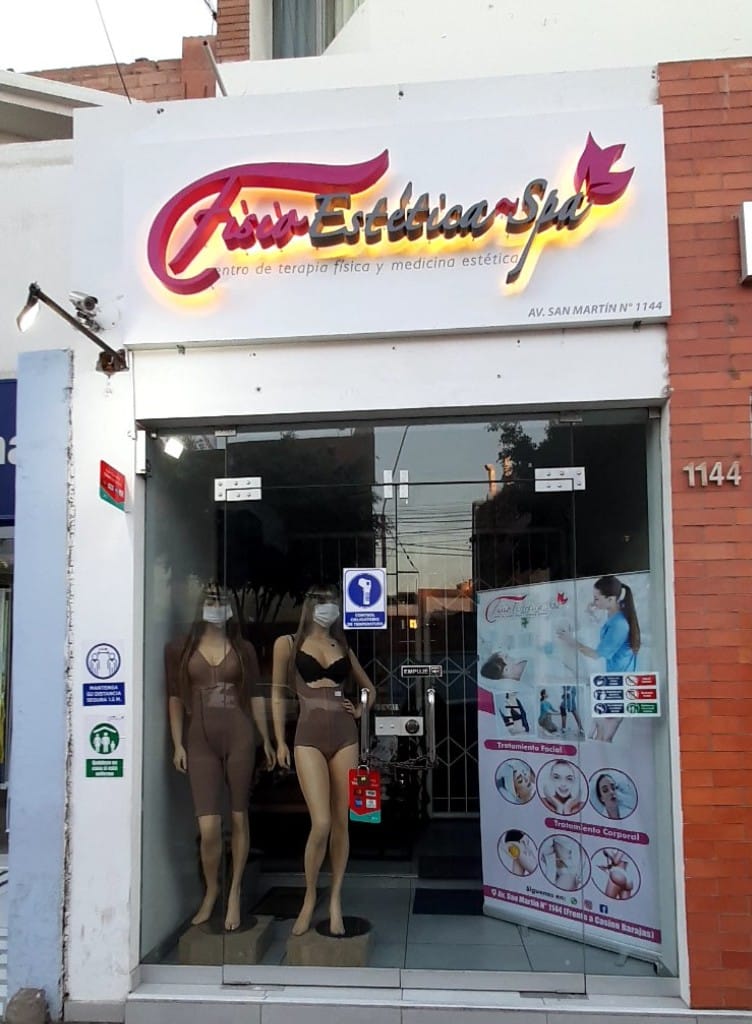 Fisio Estética Spa
entro de terapia física y medicina estética
AV. SAN MARTÍN N° 1144
1144
CONTROL
OBLIGATORIO
DE TEMPERATURA
EMPUJE
MANTENGA
SU DISTANCIA
SEGURA 1.5 M.
Tratamiento Facial
Tratamiento Corporal
Síguenos en:
Av. San Martín N° 1144 (Frente a Casino Barajas)